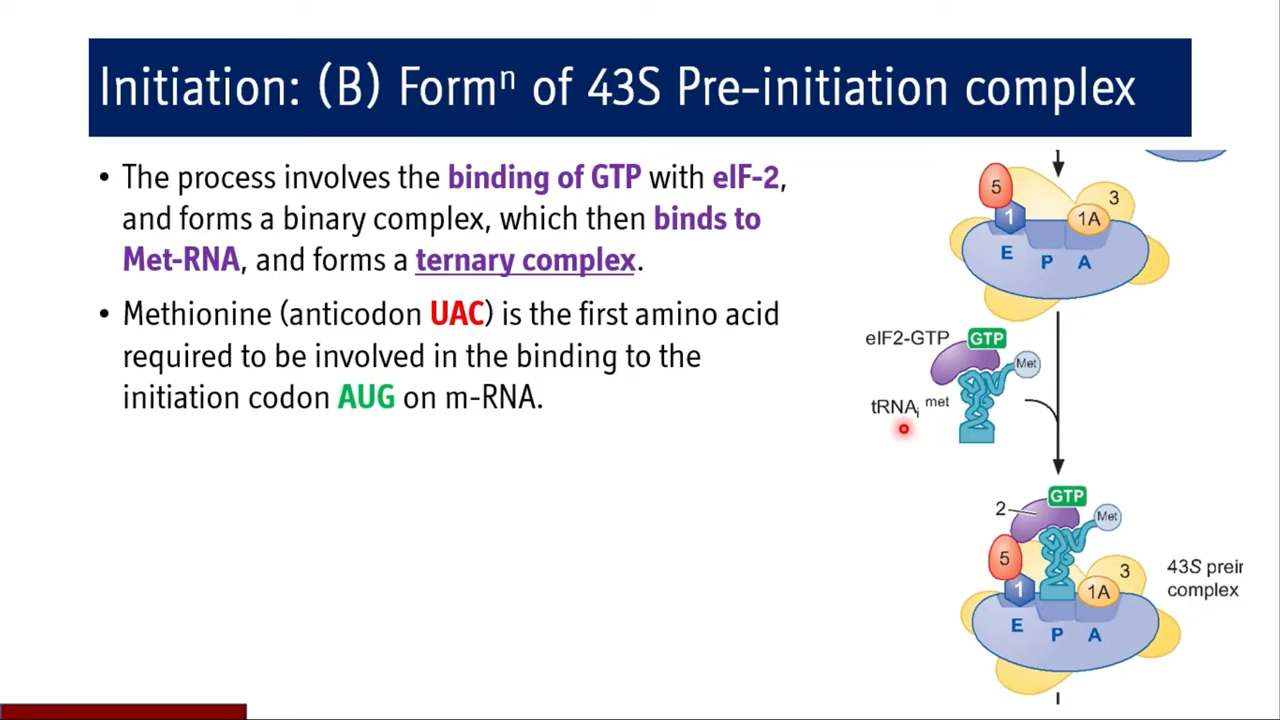 Initiation: (B) Formⁿ of 43S Pre-initiation complex
• The process involves the binding of GTP with eIF-2,
and forms a binary complex, which then binds to
Met-RNA, and forms a ternary complex.
• Methionine (anticodon UAC) is the first amino acid
required to be involved in the binding to the
initiation codon AUG on m-RNA.
5
1
3
1A
E P A
eIF2-GTP GTP
Met
tRNAᵢ ᵐᵉᵗ
GTP
2
Met
5
1
3
1A
E P A
43S prein
complex